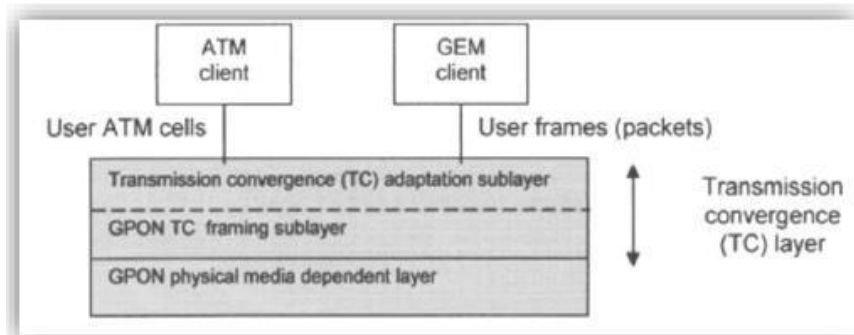 ATM
client
GEM
client
User ATM cells
User frames (packets)
Transmission convergence (TC) adaptation sublayer
GPON TC framing sublayer
GPON physical media dependent layer
Transmission
convergence
(TC) layer